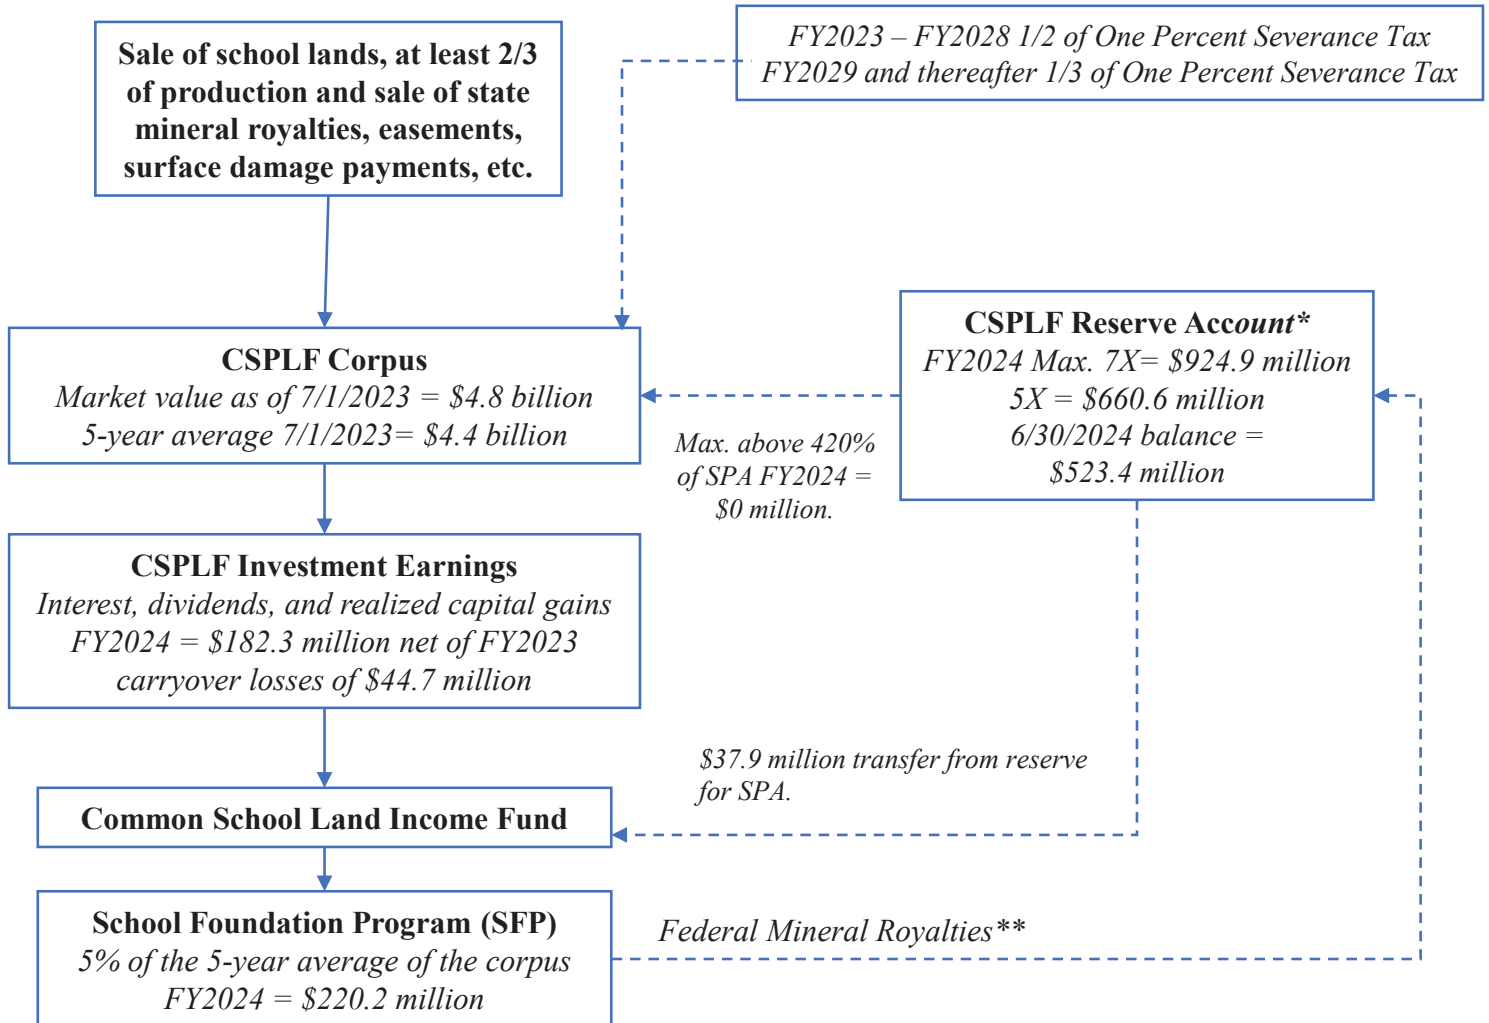 Sale of school lands, at least 2/3
of production and sale of state
mineral royalties, easements,
surface damage payments, etc.
FY2023 – FY2028 1/2 of One Percent Severance Tax
FY2029 and thereafter 1/3 of One Percent Severance Tax
CSPLF Corpus
Market value as of 7/1/2023 = $4.8 billion
5-year average 7/1/2023= $4.4 billion
Max. above 420%
of SPA FY2024 =
$0 million.
CSPLF Reserve Account*
FY2024 Max. 7X= $924.9 million
5X = $660.6 million
6/30/2024 balance =
$523.4 million
CSPLF Investment Earnings
Interest, dividends, and realized capital gains
FY2024 = $182.3 million net of FY2023
carryover losses of $44.7 million
$37.9 million transfer from reserve
for SPA.
Common School Land Income Fund
School Foundation Program (SFP)
5% of the 5-year average of the corpus
FY2024 = $220.2 million
Federal Mineral Royalties**